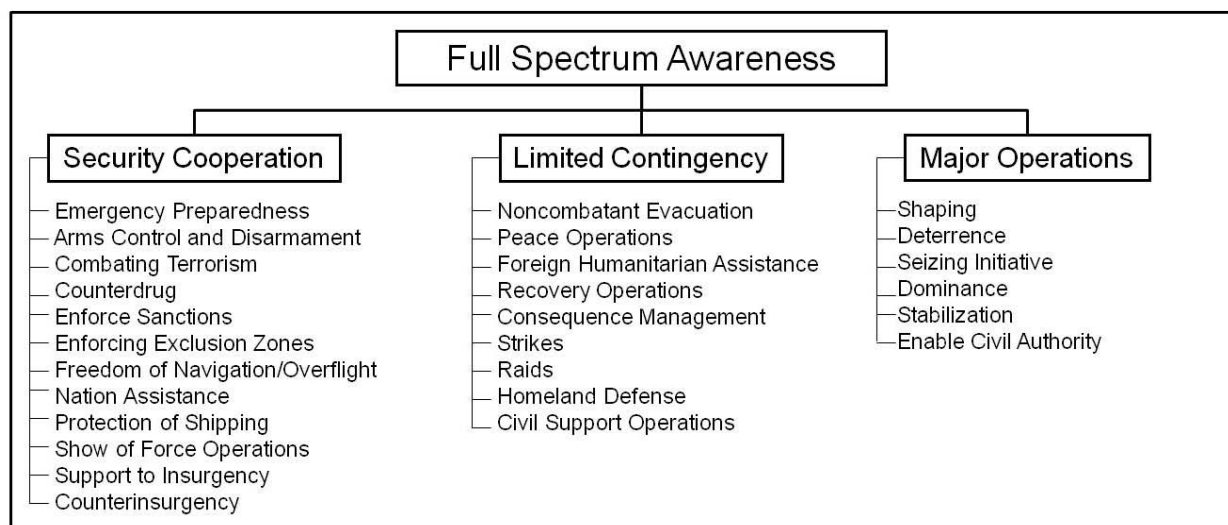 Full Spectrum Awareness
Security Cooperation
Emergency Preparedness
Arms Control and Disarmament
Combating Terrorism
Counterdrug
Enforce Sanctions
Enforcing Exclusion Zones
Freedom of Navigation/Overflight
Nation Assistance
Protection of Shipping
Show of Force Operations
Support to Insurgency
Counterinsurgency
Limited Contingency
Noncombatant Evacuation
Peace Operations
Foreign Humanitarian Assistance
Recovery Operations
Consequence Management
Strikes
Raids
Homeland Defense
Civil Support Operations
Major Operations
Shaping
Deterrence
Seizing Initiative
Dominance
Stabilization
Enable Civil Authority